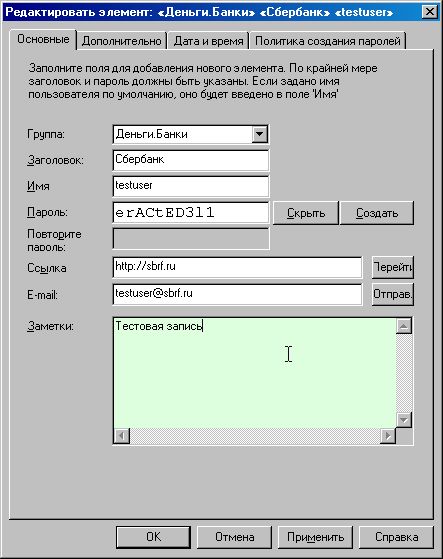 Редактировать элемент: «Деньги.Банки» «Сбербанк» «testuser»
Основные Дополнительно Дата и время Политика создания паролей
Заполните поля для добавления нового элемента. По крайней мере
заголовок и пароль должны быть указаны. Если задано имя
пользователя по умолчанию, оно будет введено в поле 'Имя'
Группа: Деньги.Банки
Заголовок: Сбербанк
Имя testuser
Пароль: erACtED3l1 Скрыть Создать
Повторите
пароль:
Ссылка http://sbrf.ru Перейти
E-mail: testuser@sbrf.ru Отправ.
Заметки: Тестовая запись
OK Отмена Применить Справка